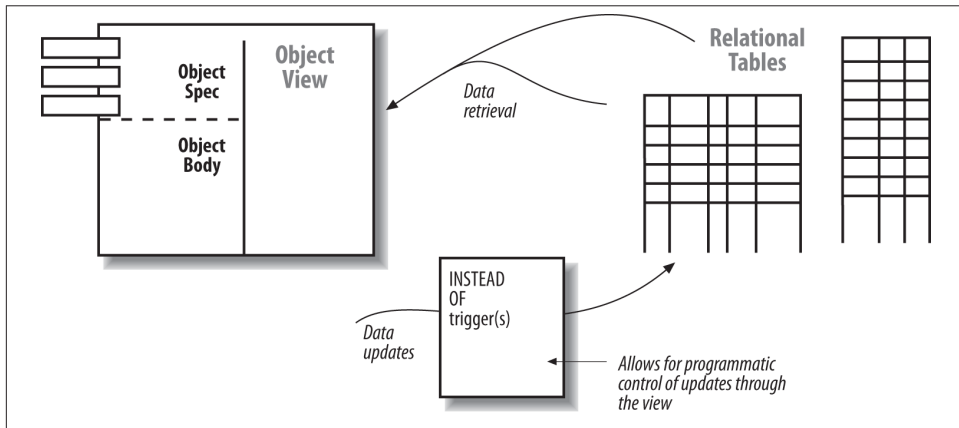 Object
Spec
Object
View
Object
Body
Data
retrieval
Relational
Tables
INSTEAD
OF
trigger(s)
Data
updates
Allows for programmatic
control of updates through
the view